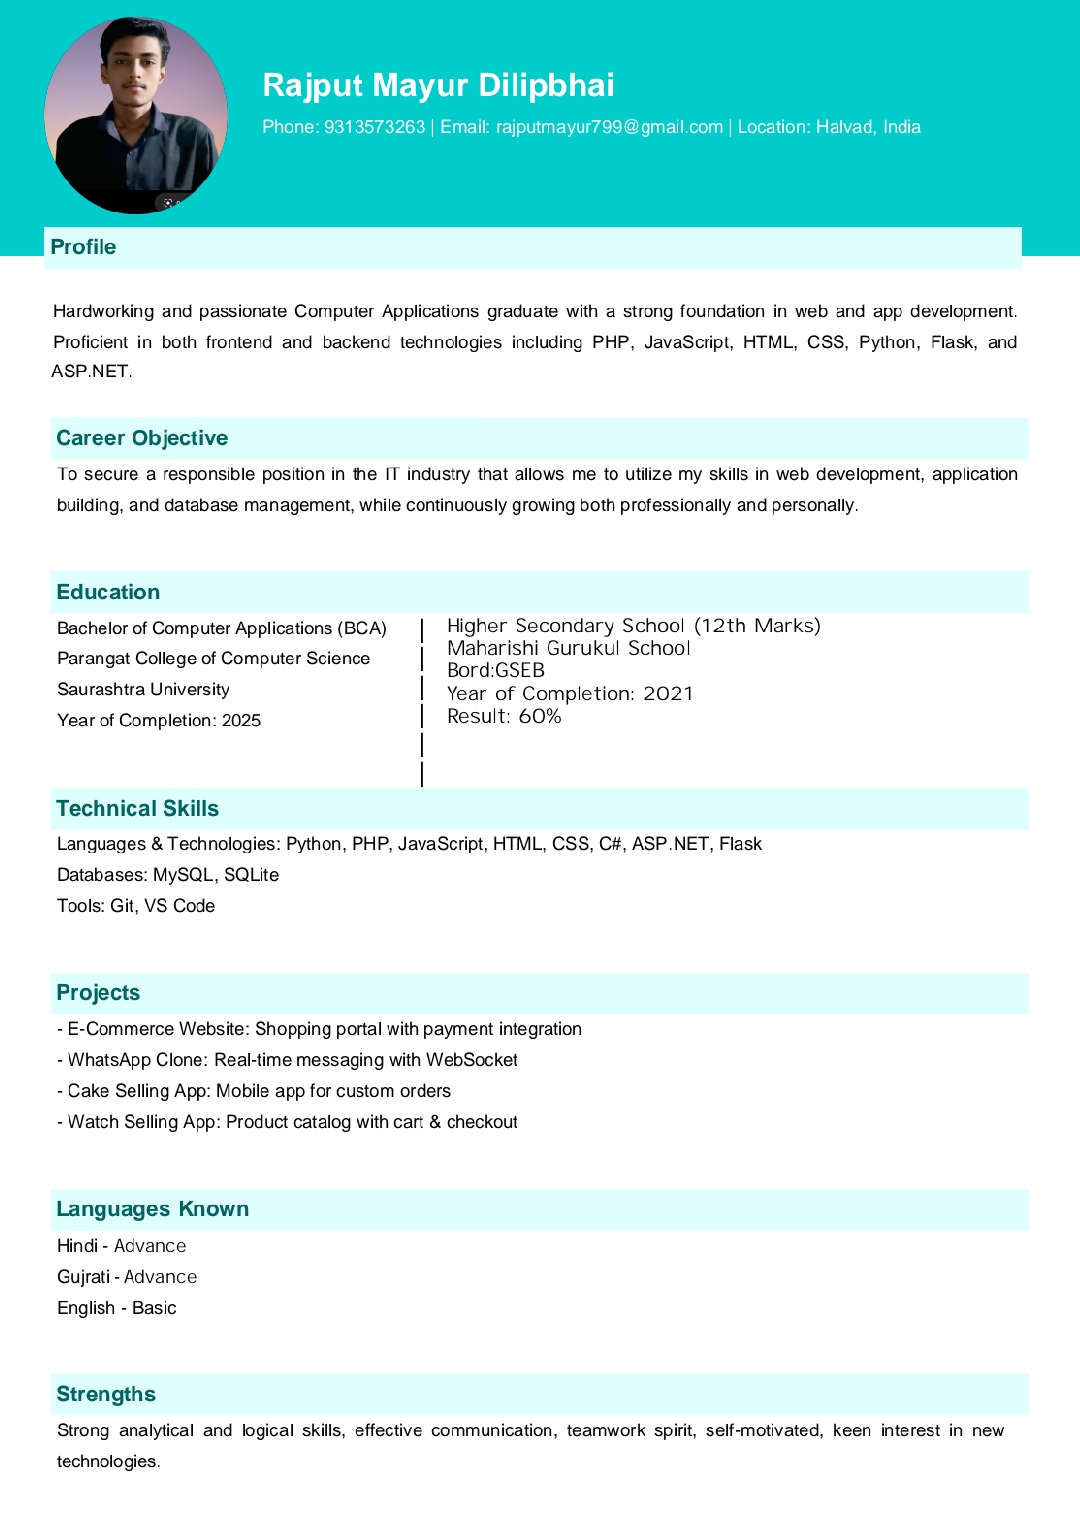 Rajput Mayur Dilipbhai
Phone: 9313573263 | Email: rajputmayur799@gmail.com | Location: Halvad, India
Profile
Hardworking and passionate Computer Applications graduate with a strong foundation in web and app development.
Proficient in both frontend and backend technologies including PHP, JavaScript, HTML, CSS, Python, Flask, and
ASP.NET.
Career Objective
To secure a responsible position in the IT industry that allows me to utilize my skills in web development, application
building, and database management, while continuously growing both professionally and personally.
Education
Bachelor of Computer Applications (BCA)
Parangat College of Computer Science
Saurashtra University
Year of Completion: 2025
Higher Secondary School (12th Marks)
Maharishi Gurukul School
Bord:GSEB
Year of Completion: 2021
Result: 60%
Technical Skills
Languages & Technologies: Python, PHP, JavaScript, HTML, CSS, C#, ASP.NET, Flask
Databases: MySQL, SQLite
Tools: Git, VS Code
Projects
- E-Commerce Website: Shopping portal with payment integration
- WhatsApp Clone: Real-time messaging with WebSocket
- Cake Selling App: Mobile app for custom orders
- Watch Selling App: Product catalog with cart & checkout
Languages Known
Hindi - Advance
Gujrati - Advance
English - Basic
Strengths
Strong analytical and logical skills, effective communication, teamwork spirit, self-motivated, keen interest in new
technologies.